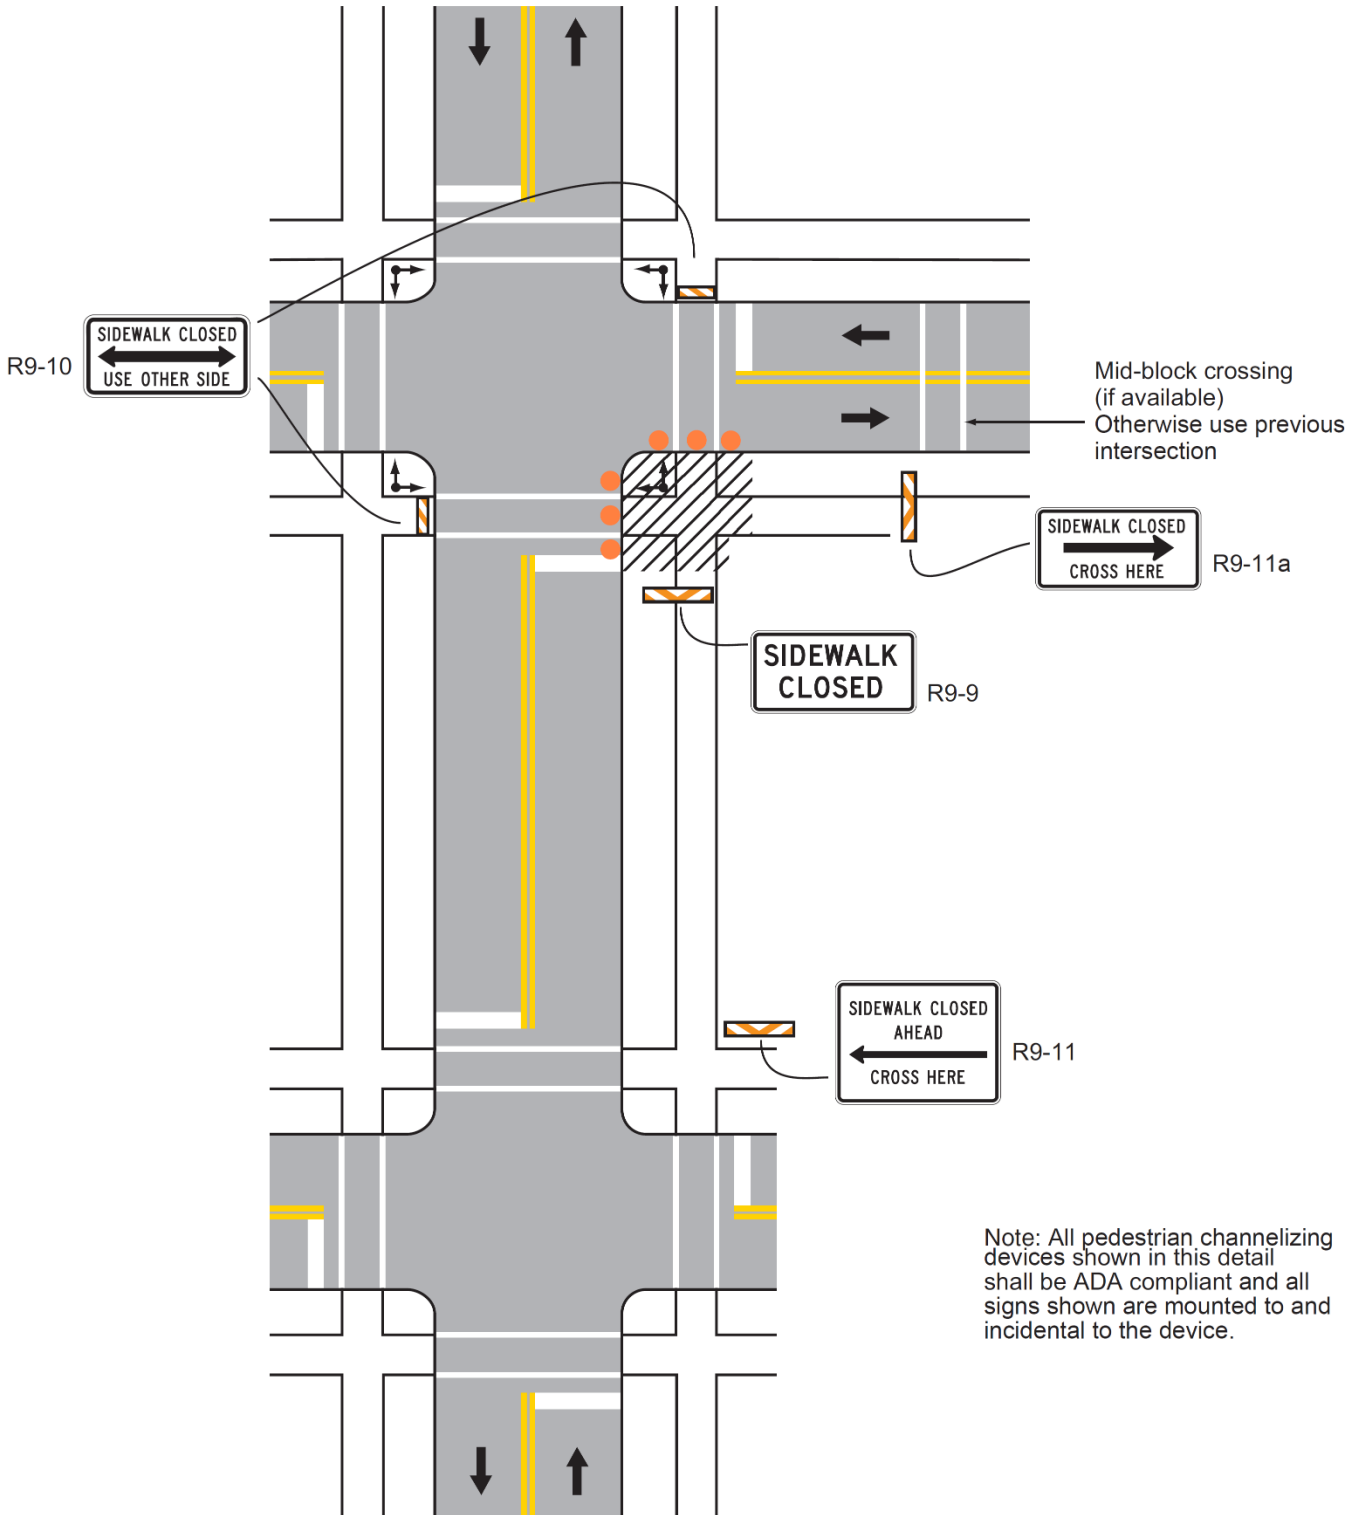 SIDEWALK CLOSED
USE OTHER SIDE
R9-10
Mid-block crossing
(if available)
Otherwise use previous
intersection
SIDEWALK CLOSED
CROSS HERE
R9-11a
SIDEWALK
CLOSED
R9-9
SIDEWALK CLOSED
AHEAD
CROSS HERE
R9-11
Note: All pedestrian channelizing
devices shown in this detail
shall be ADA compliant and all
signs shown are mounted to and
incidental to the device.